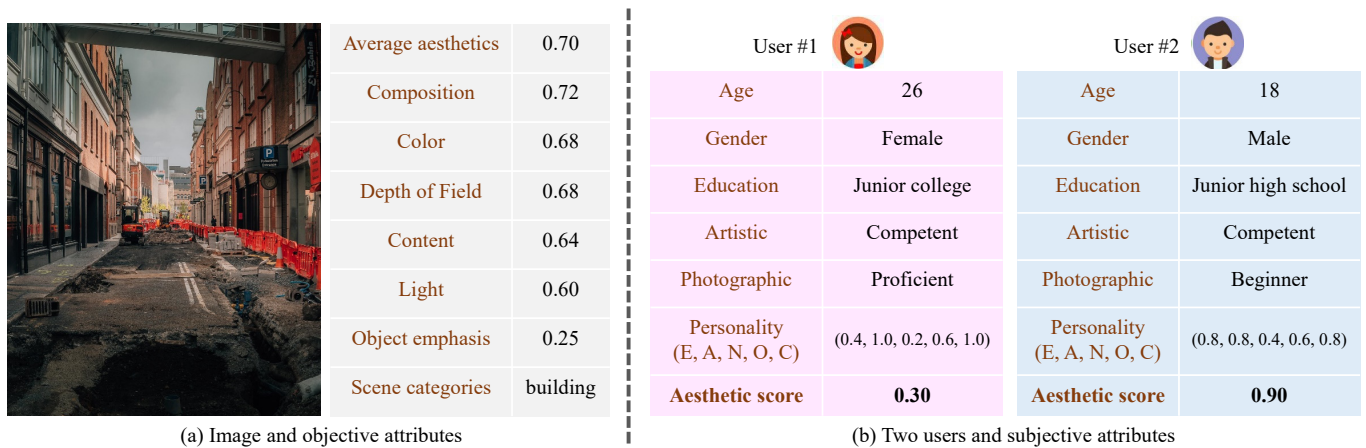 Average aesthetics 0.70
Composition 0.72
Color 0.68
Depth of Field 0.68
Content 0.64
Light 0.60
Object emphasis 0.25
Scene categories building
P
(a) Image and objective attributes
User #1
Age 26
Gender Female
Education Junior college
Artistic Competent
Photographic Proficient
Personality
(E, A, N, O, C) (0.4, 1.0, 0.2, 0.6, 1.0)
Aesthetic score 0.30
User #2
Age 18
Gender Male
Education Junior high school
Artistic Competent
Photographic Beginner
Personality
(E, A, N, O, C) (0.8, 0.8, 0.4, 0.6, 0.8)
Aesthetic score 0.90
(b) Two users and subjective attributes